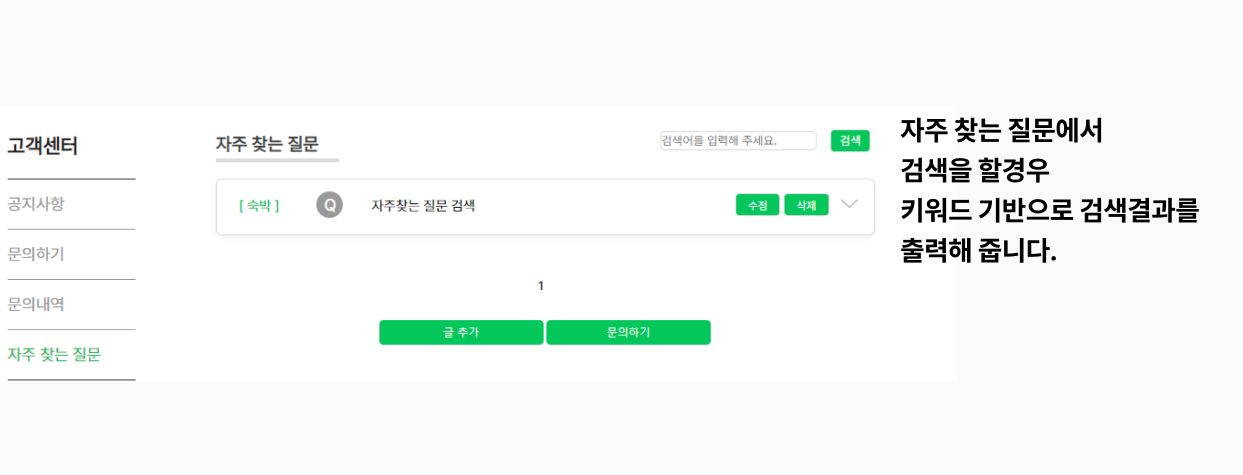 고객센터
공지사항
문의하기
문의내역
자주 찾는 질문
자주 찾는 질문
검색어를 입력해 주세요.
검색
[ 숙박 ]
Q
자주찾는 질문 검색
수정
삭제
1
글 추가
문의하기
자주 찾는 질문에서
검색을 할경우
키워드 기반으로 검색결과를
출력해 줍니다.